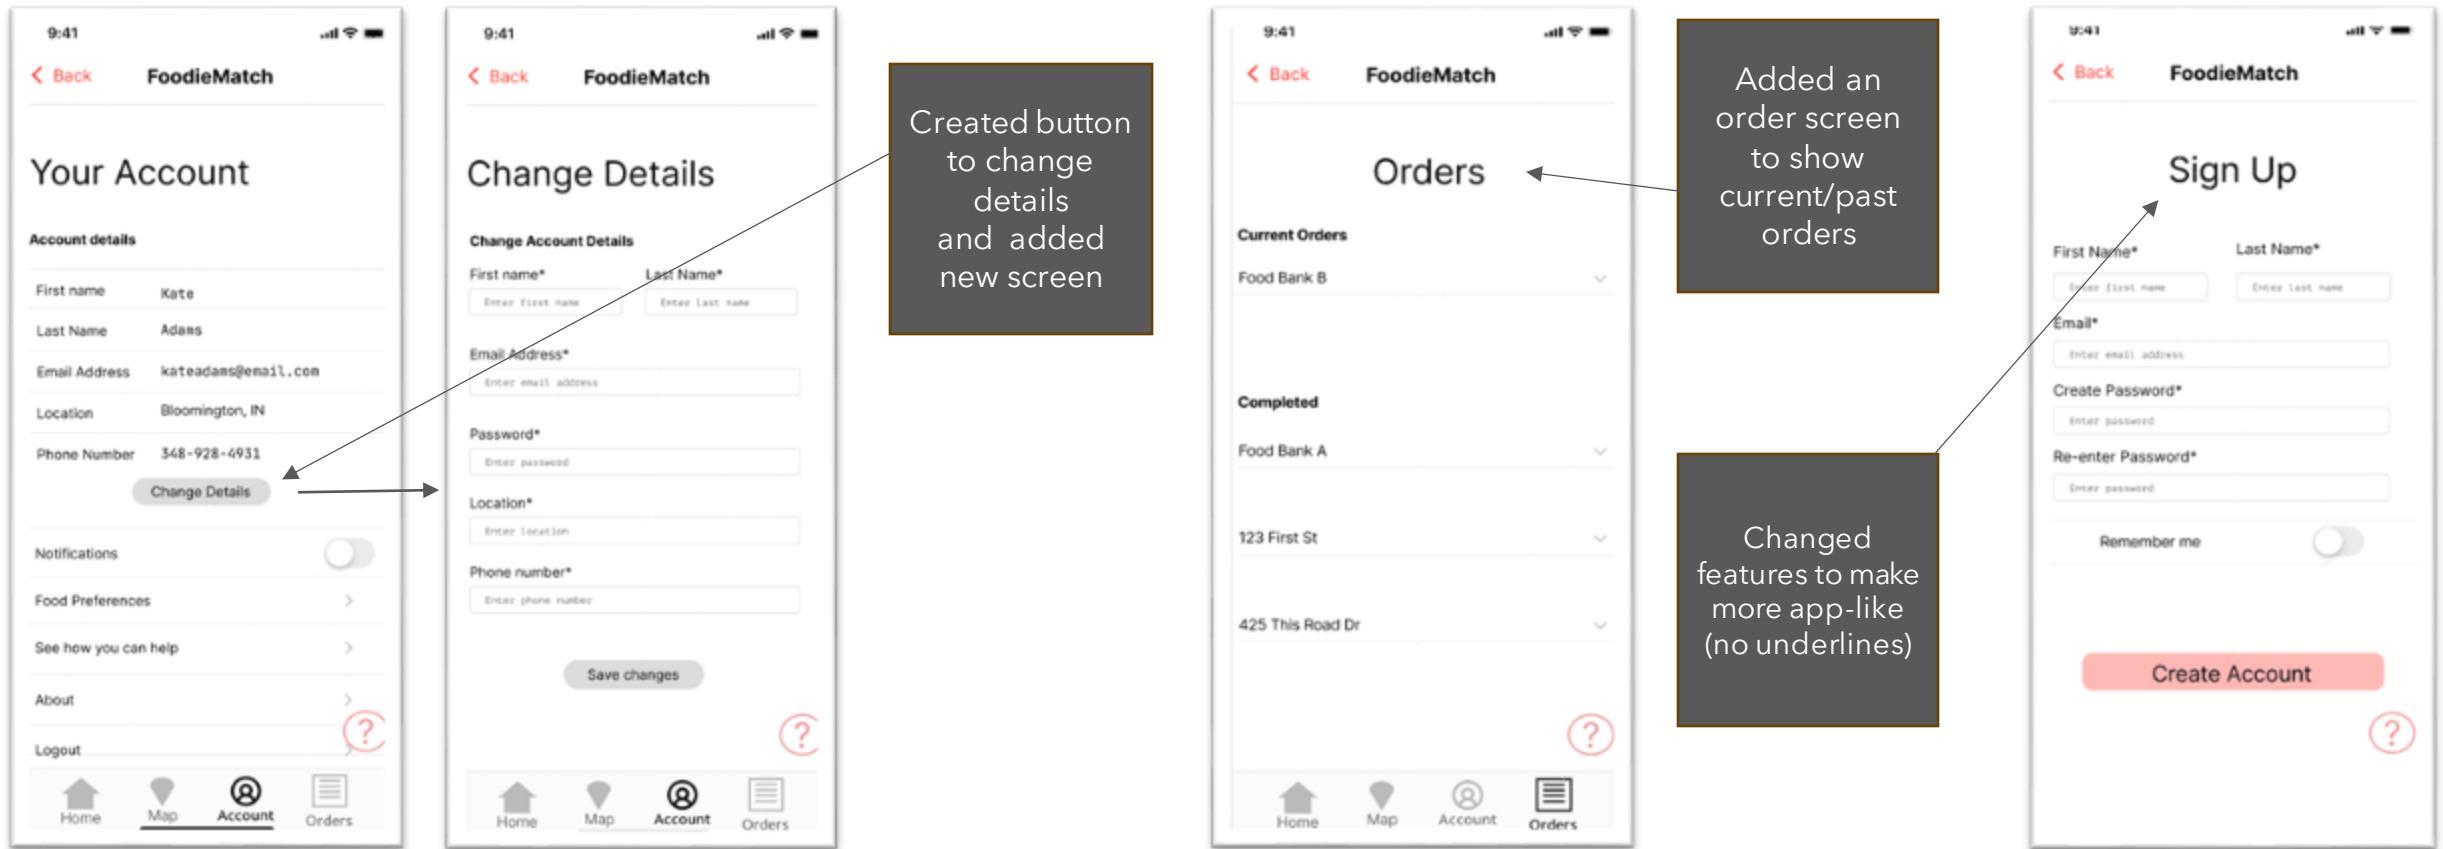 9:41
Back FoodieMatch
Your Account
Account details
First name Kate
Last Name Adams
Email Address kateadams@email.com
Location Bloomington, IN
Phone Number 348-928-4931
Change Details
Notifications
Food Preferences
See how you can help
About
?
Logout
Home Map Account Orders
9:41
Back FoodieMatch
Change Details
Change Account Details
First name* Last Name*
Enter first name Enter last name
Email Address*
Enter email address
Password*
Enter password
Location*
Enter location
Phone number*
Enter phone number
Save changes
?
Home Map Account Orders
Created button
to change
details
and added
new screen
9:41
Back FoodieMatch
Orders
Current Orders
Food Bank B
Completed
Food Bank A
123 First St
425 This Road Dr
?
Home Map Account Orders
Added an
order screen
to show
current/past
orders
Changed
features to make
more app-like
(no underlines)
9:41
Back FoodieMatch
Sign Up
First Name* Last Name*
Enter first name Enter last name
Email*
Enter email address
Create Password*
Enter password
Re-enter Password*
Enter password
Remember me
Create Account
?